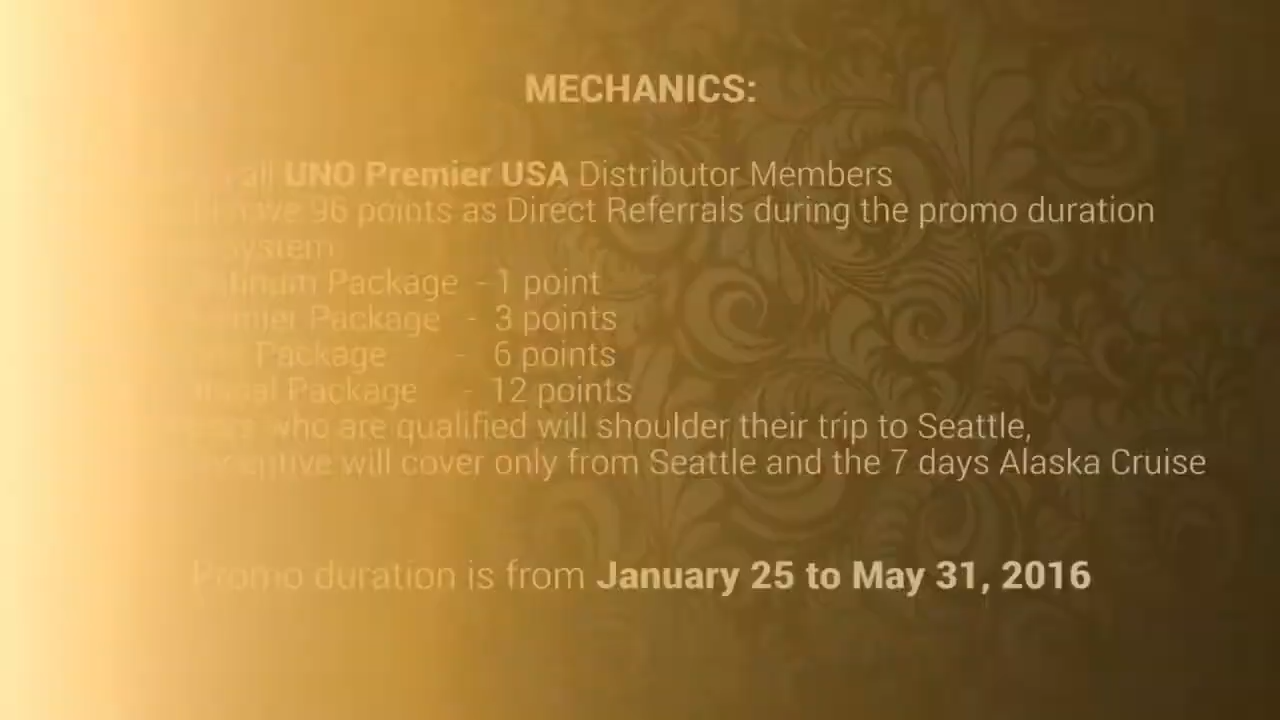 MECHANICS:
all UNO Premier USA Distributor Members
96 points as Direct Referrals during the promo duration
Package - 1 point
Package - 3 points
Package - 6 points
Package - 12 points
who are qualified will shoulder their trip to Seattle,
will cover only from Seattle and the 7 days Alaska Cruise
Promo duration is from January 25 to May 31, 2016